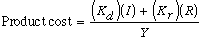 Product cost = ((K_d)(I) + (K_r)(R)) / Y